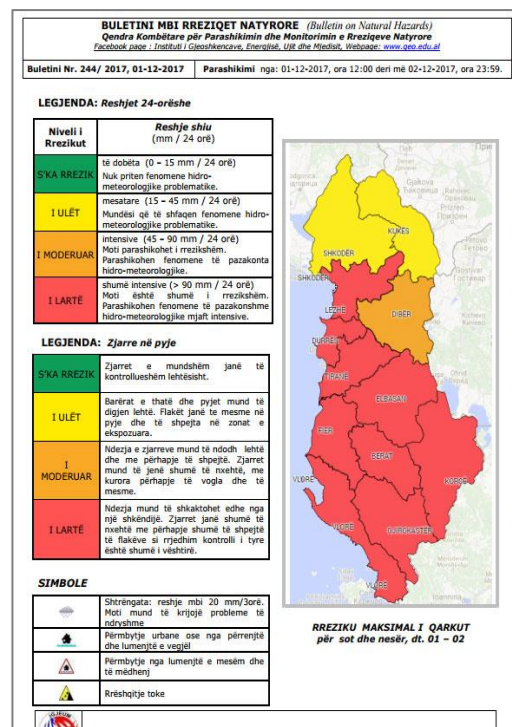 BULETINI MBI RREZIQET NATYRORE (Bulletin on Natural Hazards)
Qendra Kombëtare për Parashikimin dhe Monitorimin e Rreziqeve Natyrore
Facebook page : Instituti i Gjeoshkencave, Energjisë, Ujit dhe Mjedisit, Webpage: www.geo.edu.al
Buletini Nr. 244/ 2017, 01-12-2017
Parashikimi nga: 01-12-2017, ora 12:00 deri më 02-12-2017, ora 23:59.
LEGJENDA: Reshjet 24-orëshe
Niveli i
Rrezikut
Reshje shiu
(mm / 24 orë)
S'KA RREZIK
të dobëta (0 – 15 mm / 24 orë)
Nuk priten fenomene hidro-
meteorologjike problematike.
I ULËT
mesatare (15 – 45 mm / 24 orë)
Mundësi që të shfaqen fenomene hidro-
meteorologjike problematike.
I MODERUAR
intensive (45 – 90 mm / 24 orë)
Moti parashikohet i rrezikshëm.
Parashikohen fenomene të pazakonta
hidro-meteorologjike.
I LARTË
shumë intensive (> 90 mm / 24 orë)
Moti është shumë i rrezikshëm.
Parashikohen fenomene të pazakonshme
hidro-meteorologjike mjaft intensive.
LEGJENDA: Zjarre në pyje
S'KA RREZIK
Zjarret e mundshëm janë të
kontrollueshëm lehtësisht.
I ULËT
Barërat e thatë dhe pyjet mund të
digjen lehtë. Flakët janë te mesme në
pyje dhe të shpejta në zonat e
ekspozuara.
I
MODERUAR
Ndezja e zjarreve mund të ndodh lehtë
dhe me përhapje të shpejtë. Zjarret
mund të jenë shumë të nxehtë, me
kurora përhapje të vogla dhe të
mesme.
I LARTË
Ndezja mund të shkaktohet edhe nga
një shkëndijë. Zjarret janë shumë të
nxehtë me përhapje shumë të shpejtë
të flakëve si rrjedhim kontrolli i tyre
është shumë i vështirë.
SIMBOLE
Shtrëngata: reshje mbi 20 mm/3orë.
Moti mund të krijojë probleme të
ndryshme
Përmbytje urbane ose nga përrenjtë
dhe lumenjtë e vegjël
Përmbytje nga lumenjtë e mesëm dhe
të mëdhenj
Rrëshqitje toke
KUKËS
SHKODËR
SHKODËR
LEZHË
DIBËR
DURRËS
TIRANË
ELBASAN
FIER
BERAT
KORÇË
VLORË
VLORË
GJIROKASTËR
VLORË
RREZIKU MAKSIMAL I QARKUT
për sot dhe nesër, dt. 01 – 02